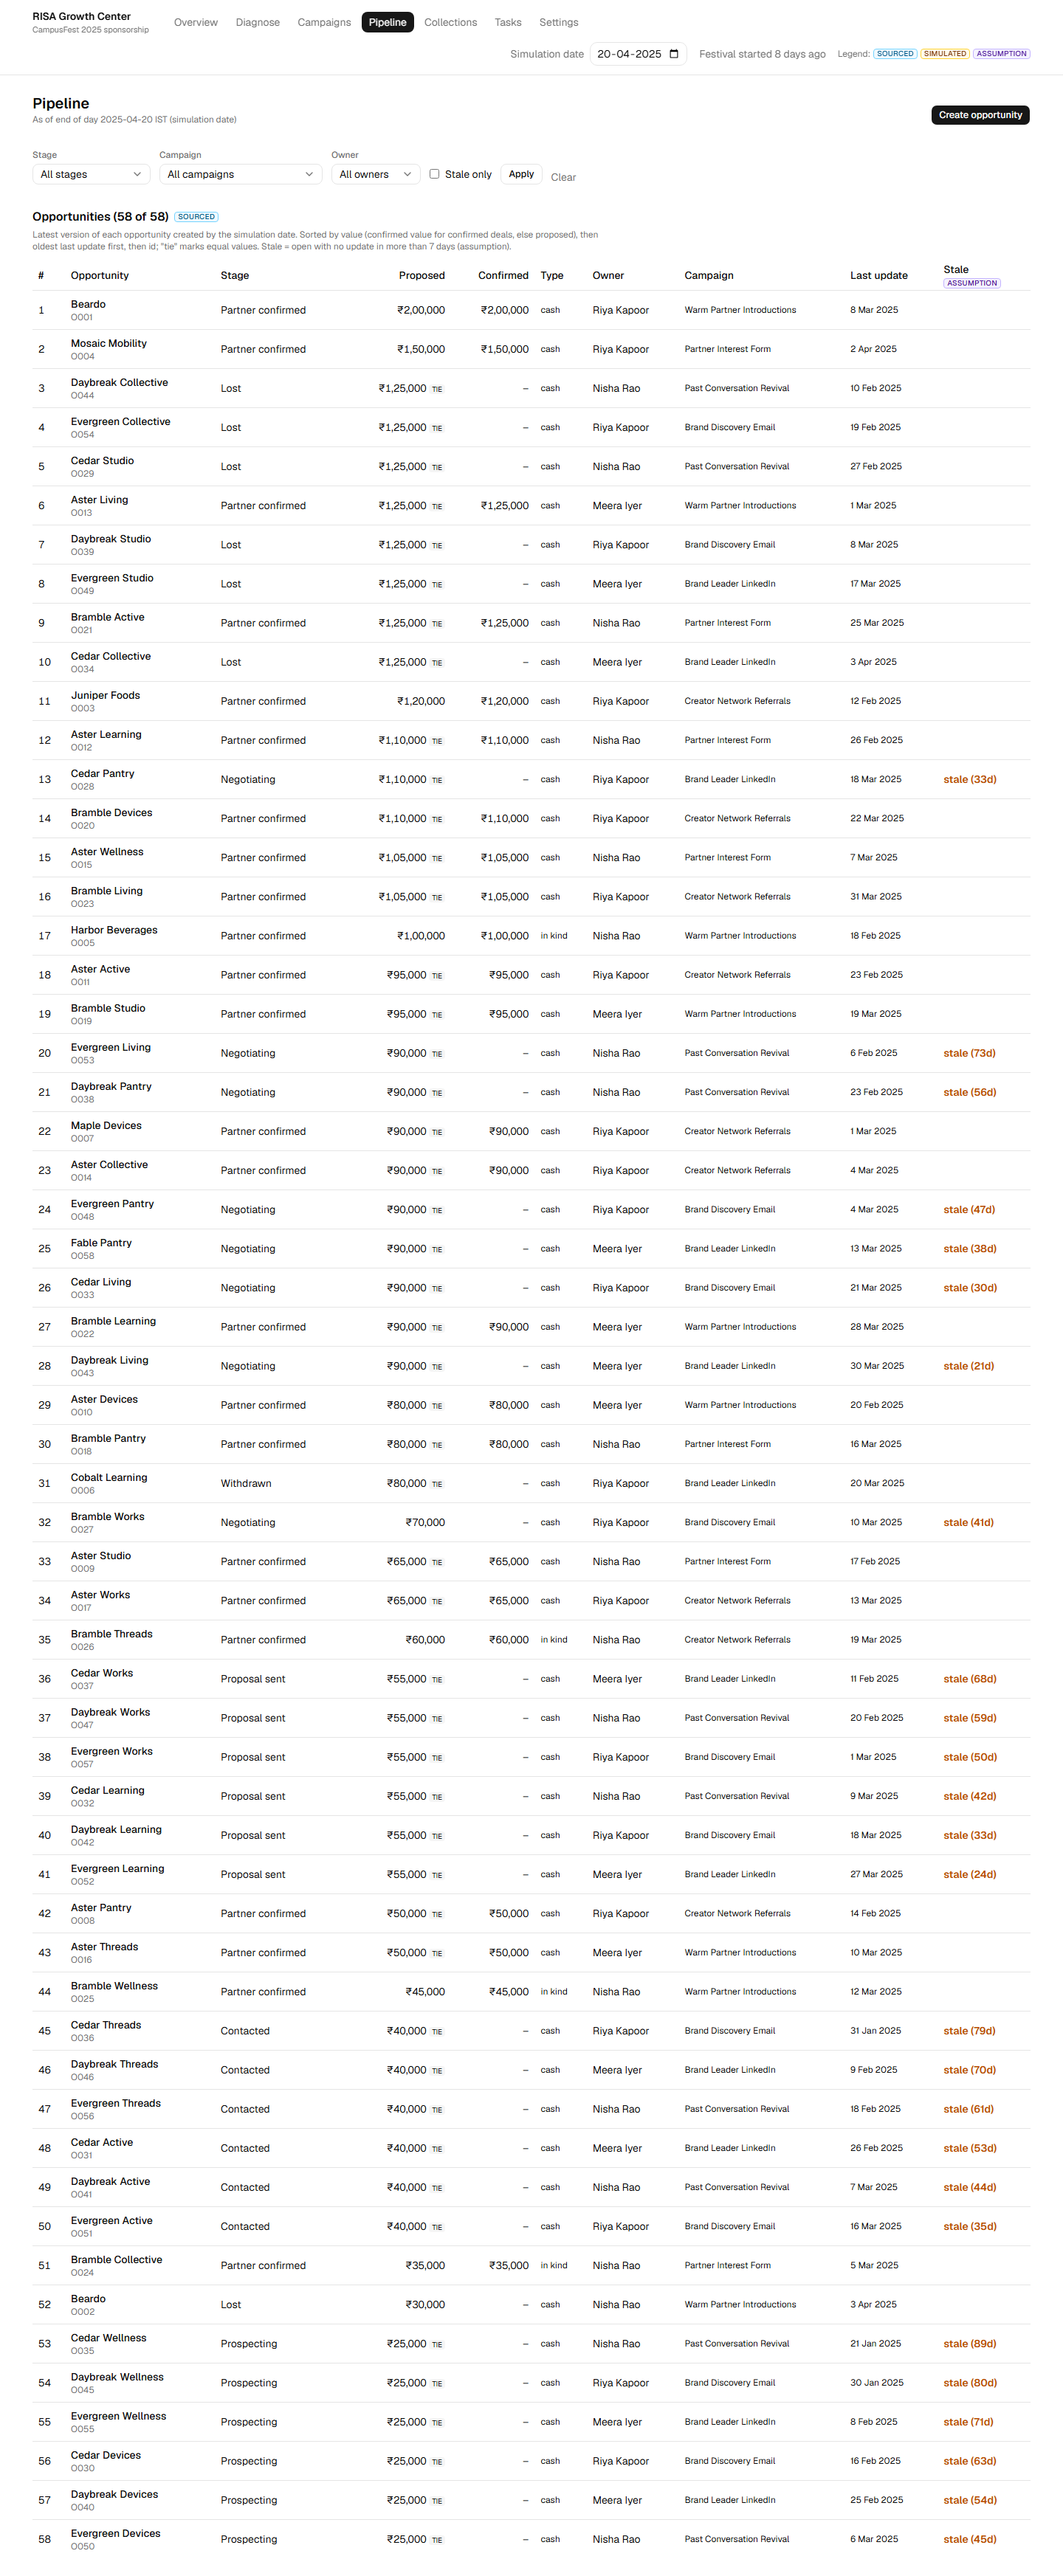 RISA Growth Center
CampusFest 2025 sponsorship
Overview Diagnose Campaigns Pipeline Collections Tasks Settings
Simulation date 20-04-2025 Festival started 8 days ago Legend: SOURCED SIMULATED ASSUMPTION
Pipeline
As of end of day 2025-04-20 IST (simulation date)
Create opportunity
Stage Campaign Owner
All stages All campaigns All owners Stale only Apply Clear
Opportunities (58 of 58) SOURCED
Latest version of each opportunity created by the simulation date. Sorted by value (confirmed value for confirmed deals, else proposed), then
oldest last update first, then id; "tie" marks equal values. Stale = open with no update in more than 7 days (assumption).
# Opportunity Stage Proposed Confirmed Type Owner Campaign Last update Stale
ASSUMPTION
1 Beardo Partner confirmed ₹2,00,000 ₹2,00,000 cash Riya Kapoor Warm Partner Introductions 8 Mar 2025
O001
2 Mosaic Mobility Partner confirmed ₹1,50,000 ₹1,50,000 cash Riya Kapoor Partner Interest Form 2 Apr 2025
O004
3 Daybreak Collective Lost ₹1,25,000 TIE – cash Nisha Rao Past Conversation Revival 10 Feb 2025
O044
4 Evergreen Collective Lost ₹1,25,000 TIE – cash Riya Kapoor Brand Discovery Email 19 Feb 2025
O054
5 Cedar Studio Lost ₹1,25,000 TIE – cash Nisha Rao Past Conversation Revival 27 Feb 2025
O029
6 Aster Living Partner confirmed ₹1,25,000 TIE ₹1,25,000 cash Meera Iyer Warm Partner Introductions 1 Mar 2025
O013
7 Daybreak Studio Lost ₹1,25,000 TIE – cash Riya Kapoor Brand Discovery Email 8 Mar 2025
O039
8 Evergreen Studio Lost ₹1,25,000 TIE – cash Meera Iyer Brand Leader LinkedIn 17 Mar 2025
O049
9 Bramble Active Partner confirmed ₹1,25,000 TIE ₹1,25,000 cash Nisha Rao Partner Interest Form 25 Mar 2025
O021
10 Cedar Collective Lost ₹1,25,000 TIE – cash Meera Iyer Brand Leader LinkedIn 3 Apr 2025
O034
11 Juniper Foods Partner confirmed ₹1,20,000 ₹1,20,000 cash Riya Kapoor Creator Network Referrals 12 Feb 2025
O003
12 Aster Learning Partner confirmed ₹1,10,000 TIE ₹1,10,000 cash Nisha Rao Partner Interest Form 26 Feb 2025
O012
13 Cedar Pantry Negotiating ₹1,10,000 TIE – cash Riya Kapoor Brand Leader LinkedIn 18 Mar 2025 stale (33d)
O028
14 Bramble Devices Partner confirmed ₹1,10,000 TIE ₹1,10,000 cash Riya Kapoor Creator Network Referrals 22 Mar 2025
O020
15 Aster Wellness Partner confirmed ₹1,05,000 TIE ₹1,05,000 cash Nisha Rao Partner Interest Form 7 Mar 2025
O015
16 Bramble Living Partner confirmed ₹1,05,000 TIE ₹1,05,000 cash Riya Kapoor Creator Network Referrals 31 Mar 2025
O023
17 Harbor Beverages Partner confirmed ₹1,00,000 ₹1,00,000 in kind Nisha Rao Warm Partner Introductions 18 Feb 2025
O005
18 Aster Active Partner confirmed ₹95,000 TIE ₹95,000 cash Riya Kapoor Creator Network Referrals 23 Feb 2025
O011
19 Bramble Studio Partner confirmed ₹95,000 TIE ₹95,000 cash Meera Iyer Warm Partner Introductions 19 Mar 2025
O019
20 Evergreen Living Negotiating ₹90,000 TIE – cash Nisha Rao Past Conversation Revival 6 Feb 2025 stale (73d)
O053
21 Daybreak Pantry Negotiating ₹90,000 TIE – cash Nisha Rao Past Conversation Revival 23 Feb 2025 stale (56d)
O038
22 Maple Devices Partner confirmed ₹90,000 TIE ₹90,000 cash Riya Kapoor Creator Network Referrals 1 Mar 2025
O007
23 Aster Collective Partner confirmed ₹90,000 TIE ₹90,000 cash Riya Kapoor Creator Network Referrals 4 Mar 2025
O014
24 Evergreen Pantry Negotiating ₹90,000 TIE – cash Riya Kapoor Brand Discovery Email 4 Mar 2025 stale (47d)
O048
25 Fable Pantry Negotiating ₹90,000 TIE – cash Meera Iyer Brand Leader LinkedIn 13 Mar 2025 stale (38d)
O058
26 Cedar Living Negotiating ₹90,000 TIE – cash Riya Kapoor Brand Discovery Email 21 Mar 2025 stale (30d)
O033
27 Bramble Learning Partner confirmed ₹90,000 TIE ₹90,000 cash Meera Iyer Warm Partner Introductions 28 Mar 2025
O022
28 Daybreak Living Negotiating ₹90,000 TIE – cash Meera Iyer Brand Leader LinkedIn 30 Mar 2025 stale (21d)
O043
29 Aster Devices Partner confirmed ₹80,000 TIE ₹80,000 cash Meera Iyer Warm Partner Introductions 20 Feb 2025
O010
30 Bramble Pantry Partner confirmed ₹80,000 TIE ₹80,000 cash Nisha Rao Partner Interest Form 16 Mar 2025
O018
31 Cobalt Learning Withdrawn ₹80,000 TIE – cash Riya Kapoor Brand Leader LinkedIn 20 Mar 2025
O006
32 Bramble Works Negotiating ₹70,000 – cash Riya Kapoor Brand Discovery Email 10 Mar 2025 stale (41d)
O027
33 Aster Studio Partner confirmed ₹65,000 TIE ₹65,000 cash Nisha Rao Partner Interest Form 17 Feb 2025
O009
34 Aster Works Partner confirmed ₹65,000 TIE ₹65,000 cash Riya Kapoor Creator Network Referrals 13 Mar 2025
O017
35 Bramble Threads Partner confirmed ₹60,000 ₹60,000 in kind Nisha Rao Creator Network Referrals 19 Mar 2025
O026
36 Cedar Works Proposal sent ₹55,000 TIE – cash Meera Iyer Brand Leader LinkedIn 11 Feb 2025 stale (68d)
O037
37 Daybreak Works Proposal sent ₹55,000 TIE – cash Nisha Rao Past Conversation Revival 20 Feb 2025 stale (59d)
O047
38 Evergreen Works Proposal sent ₹55,000 TIE – cash Riya Kapoor Brand Discovery Email 1 Mar 2025 stale (50d)
O057
39 Cedar Learning Proposal sent ₹55,000 TIE – cash Nisha Rao Past Conversation Revival 9 Mar 2025 stale (42d)
O032
40 Daybreak Learning Proposal sent ₹55,000 TIE – cash Riya Kapoor Brand Discovery Email 18 Mar 2025 stale (33d)
O042
41 Evergreen Learning Proposal sent ₹55,000 TIE – cash Meera Iyer Brand Leader LinkedIn 27 Mar 2025 stale (24d)
O052
42 Aster Pantry Partner confirmed ₹50,000 TIE ₹50,000 cash Riya Kapoor Creator Network Referrals 14 Feb 2025
O008
43 Aster Threads Partner confirmed ₹50,000 TIE ₹50,000 cash Meera Iyer Warm Partner Introductions 10 Mar 2025
O016
44 Bramble Wellness Partner confirmed ₹45,000 ₹45,000 in kind Nisha Rao Warm Partner Introductions 12 Mar 2025
O025
45 Cedar Threads Contacted ₹40,000 TIE – cash Riya Kapoor Brand Discovery Email 31 Jan 2025 stale (79d)
O036
46 Daybreak Threads Contacted ₹40,000 TIE – cash Meera Iyer Brand Leader LinkedIn 9 Feb 2025 stale (70d)
O046
47 Evergreen Threads Contacted ₹40,000 TIE – cash Nisha Rao Past Conversation Revival 18 Feb 2025 stale (61d)
O056
48 Cedar Active Contacted ₹40,000 TIE – cash Meera Iyer Brand Leader LinkedIn 26 Feb 2025 stale (53d)
O031
49 Daybreak Active Contacted ₹40,000 TIE – cash Nisha Rao Past Conversation Revival 7 Mar 2025 stale (44d)
O041
50 Evergreen Active Contacted ₹40,000 TIE – cash Riya Kapoor Brand Discovery Email 16 Mar 2025 stale (35d)
O051
51 Bramble Collective Partner confirmed ₹35,000 ₹35,000 in kind Nisha Rao Partner Interest Form 5 Mar 2025
O024
52 Beardo Lost ₹30,000 – cash Nisha Rao Warm Partner Introductions 3 Apr 2025
O002
53 Cedar Wellness Prospecting ₹25,000 TIE – cash Nisha Rao Past Conversation Revival 21 Jan 2025 stale (89d)
O035
54 Daybreak Wellness Prospecting ₹25,000 TIE – cash Riya Kapoor Brand Discovery Email 30 Jan 2025 stale (80d)
O045
55 Evergreen Wellness Prospecting ₹25,000 TIE – cash Meera Iyer Brand Leader LinkedIn 8 Feb 2025 stale (71d)
O055
56 Cedar Devices Prospecting ₹25,000 TIE – cash Riya Kapoor Brand Discovery Email 16 Feb 2025 stale (63d)
O030
57 Daybreak Devices Prospecting ₹25,000 TIE – cash Meera Iyer Brand Leader LinkedIn 25 Feb 2025 stale (54d)
O040
58 Evergreen Devices Prospecting ₹25,000 TIE – cash Nisha Rao Past Conversation Revival 6 Mar 2025 stale (45d)
O050